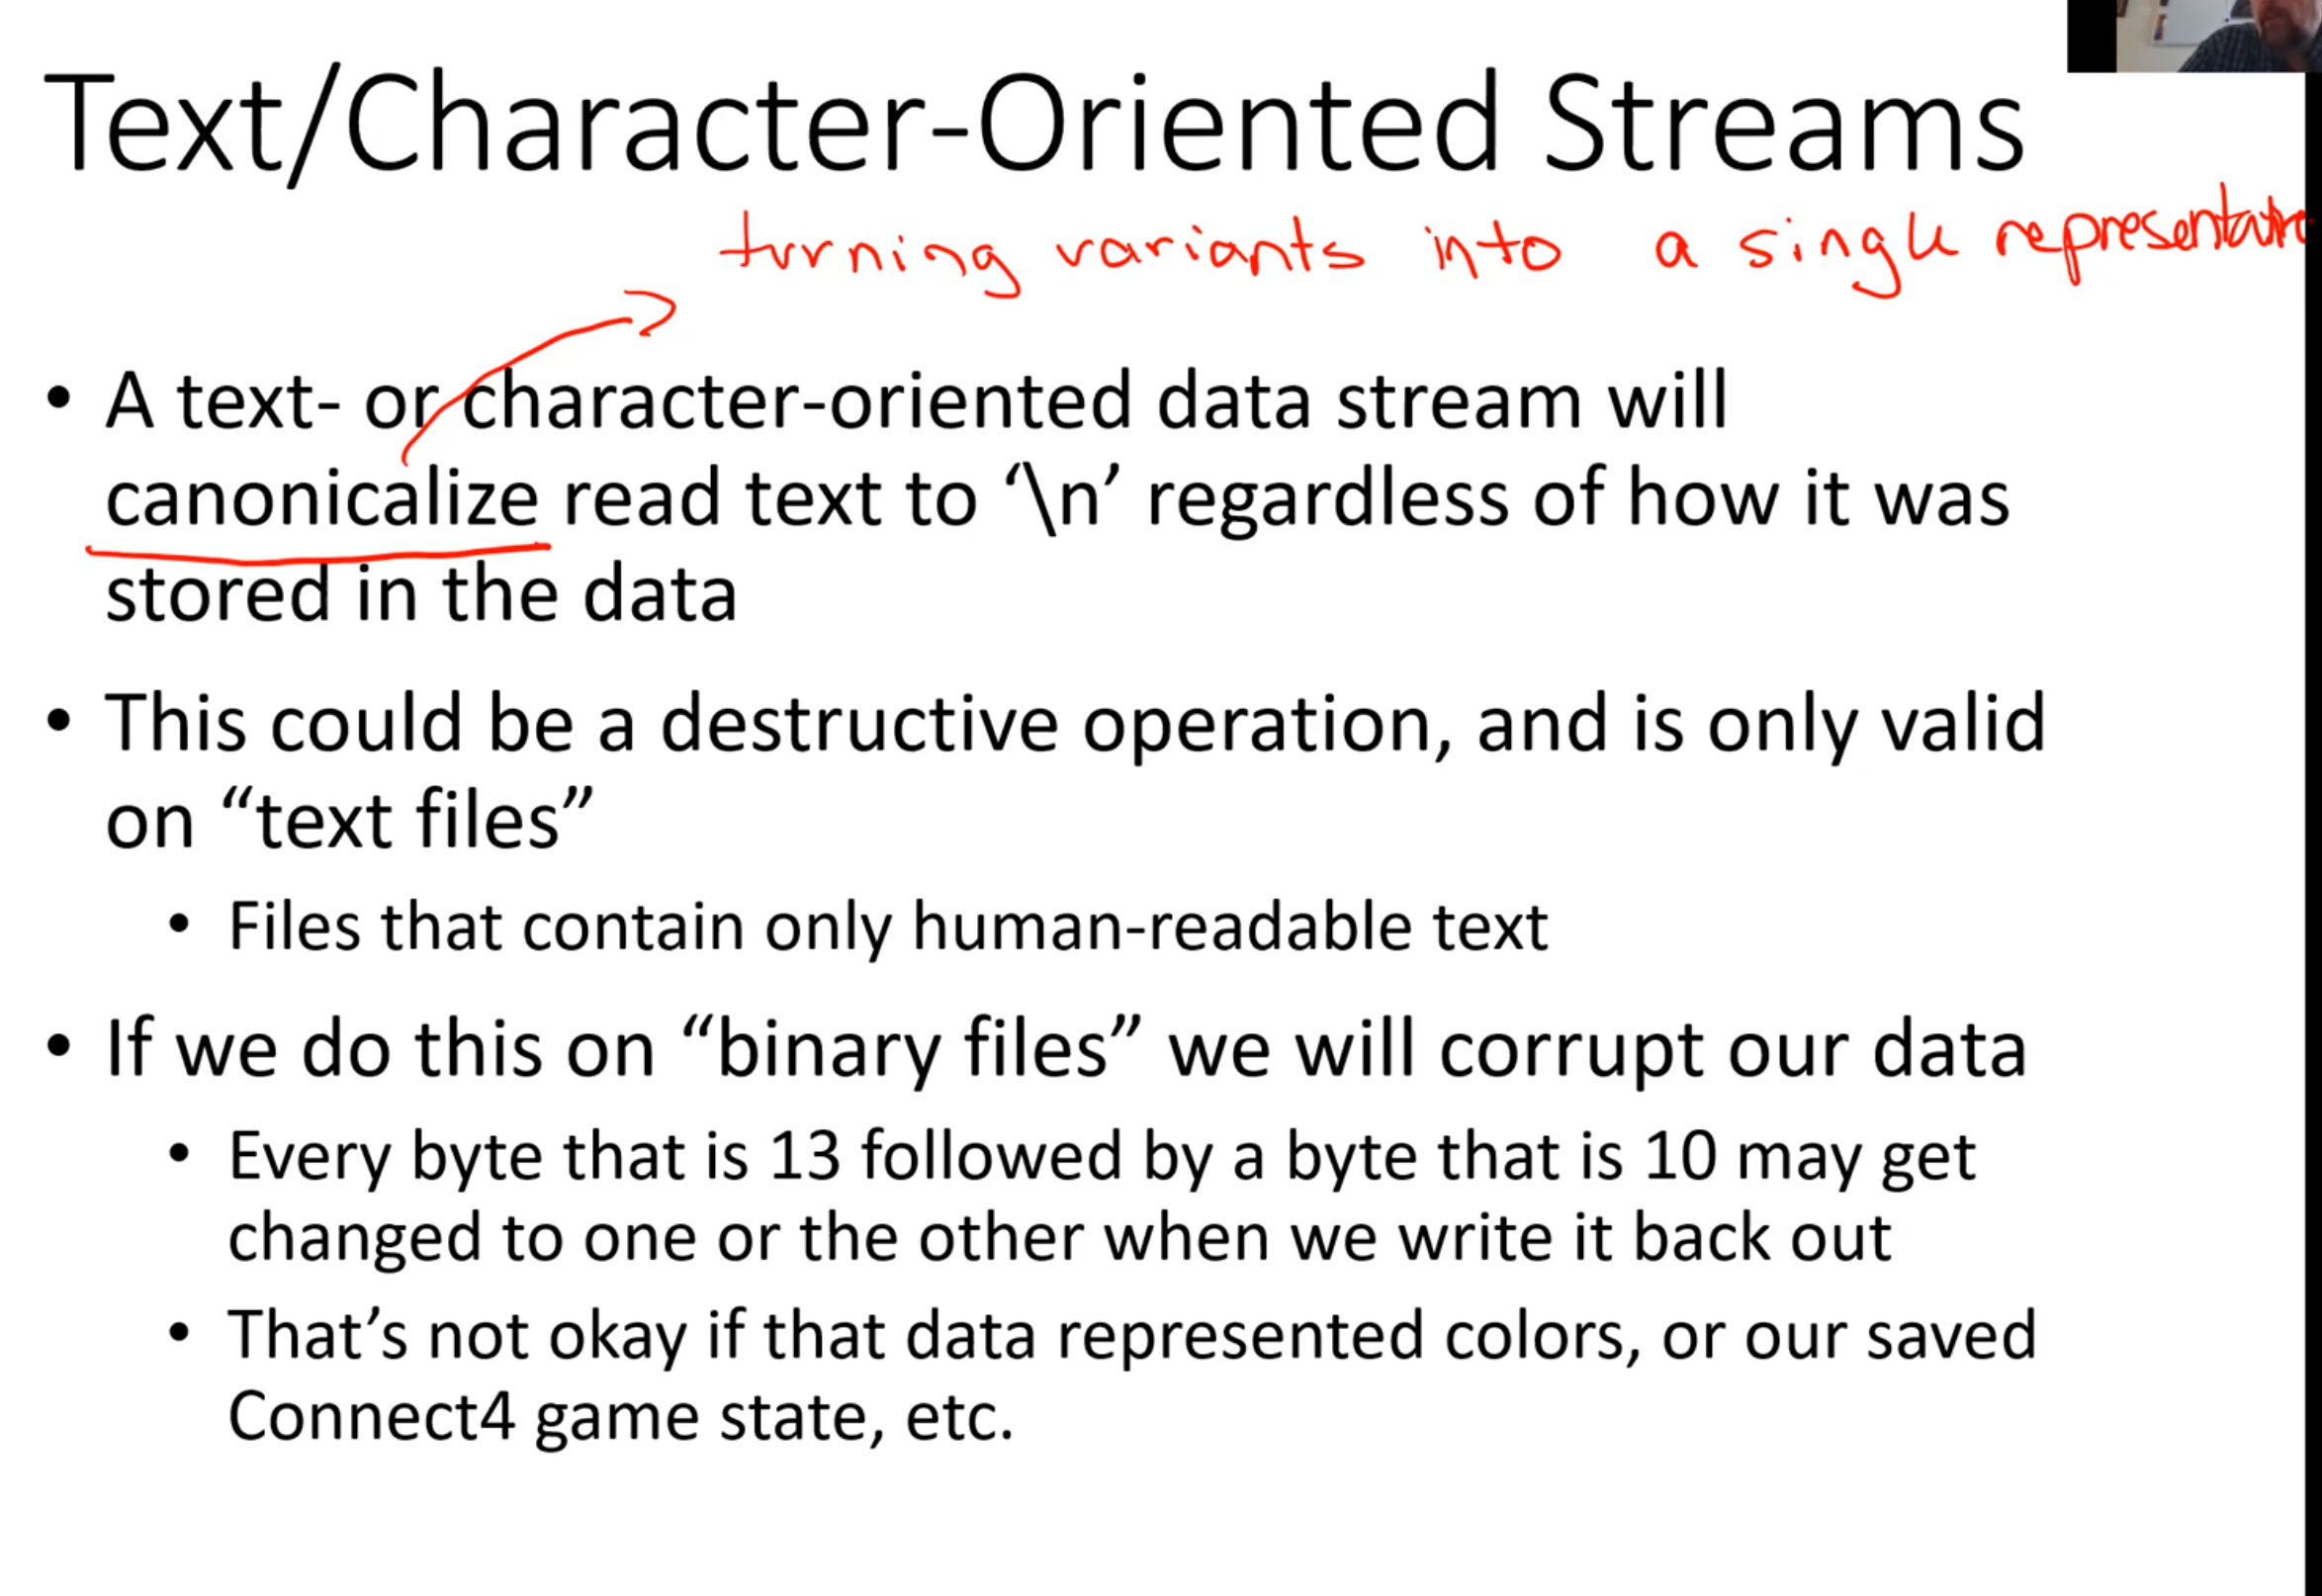 Text/Character-Oriented Streams
turning variants into a single
• A text- or character-oriented data stream will
canonicalize read text to ‘\n’ regardless of how it was
stored in the data
• This could be a destructive operation, and is only valid
on “text files”
• Files that contain only human-readable text
• If we do this on “binary files” we will corrupt our data
• Every byte that is 13 followed by a byte that is 10 may get
changed to one or the other when we write it back out
• That’s not okay if that data represented colors, or our saved
Connect4 game state, etc.